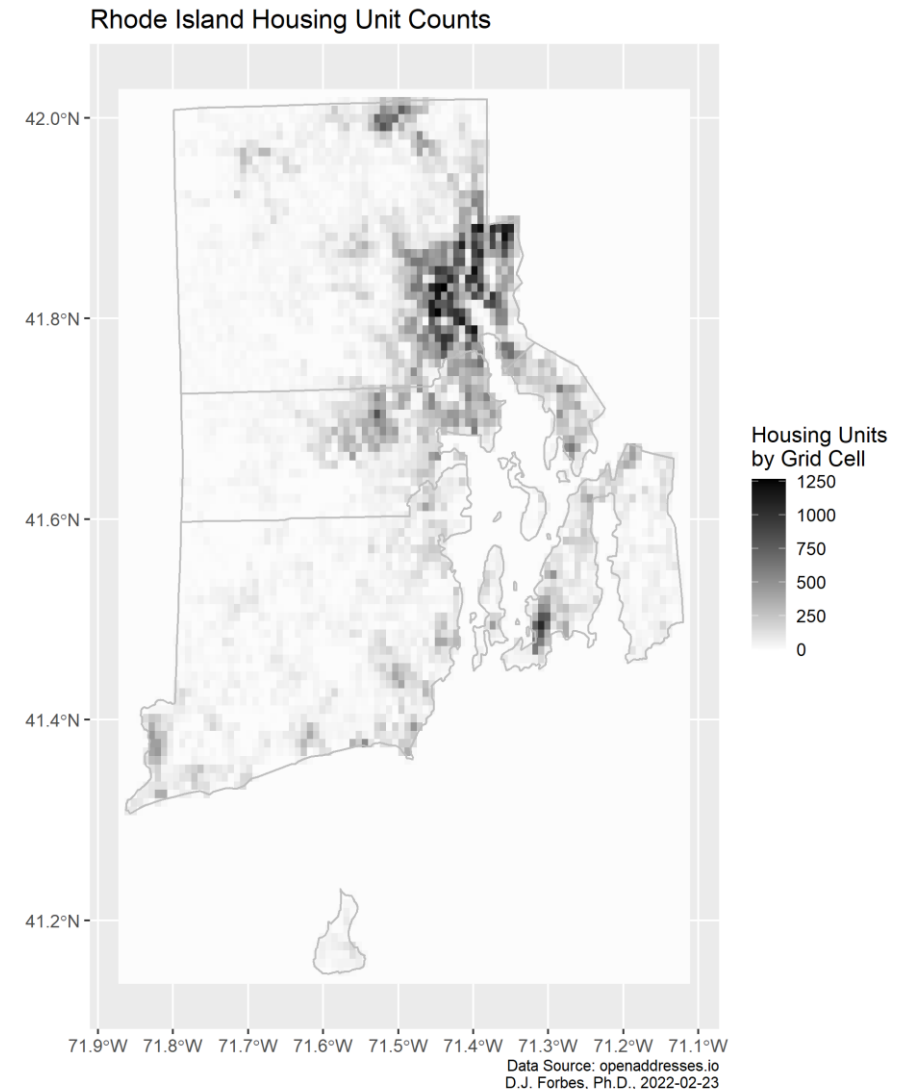 Rhode Island Housing Unit Counts
42.0°N
41.8°N
41.6°N
41.4°N
41.2°N
71.9°W 71.8°W 71.7°W 71.6°W 71.5°W 71.4°W 71.3°W 71.2°W 71.1°W
Housing Units
by Grid Cell
1250
1000
750
500
250
0
Data Source: openaddresses.io
D.J. Forbes, Ph.D., 2022-02-23